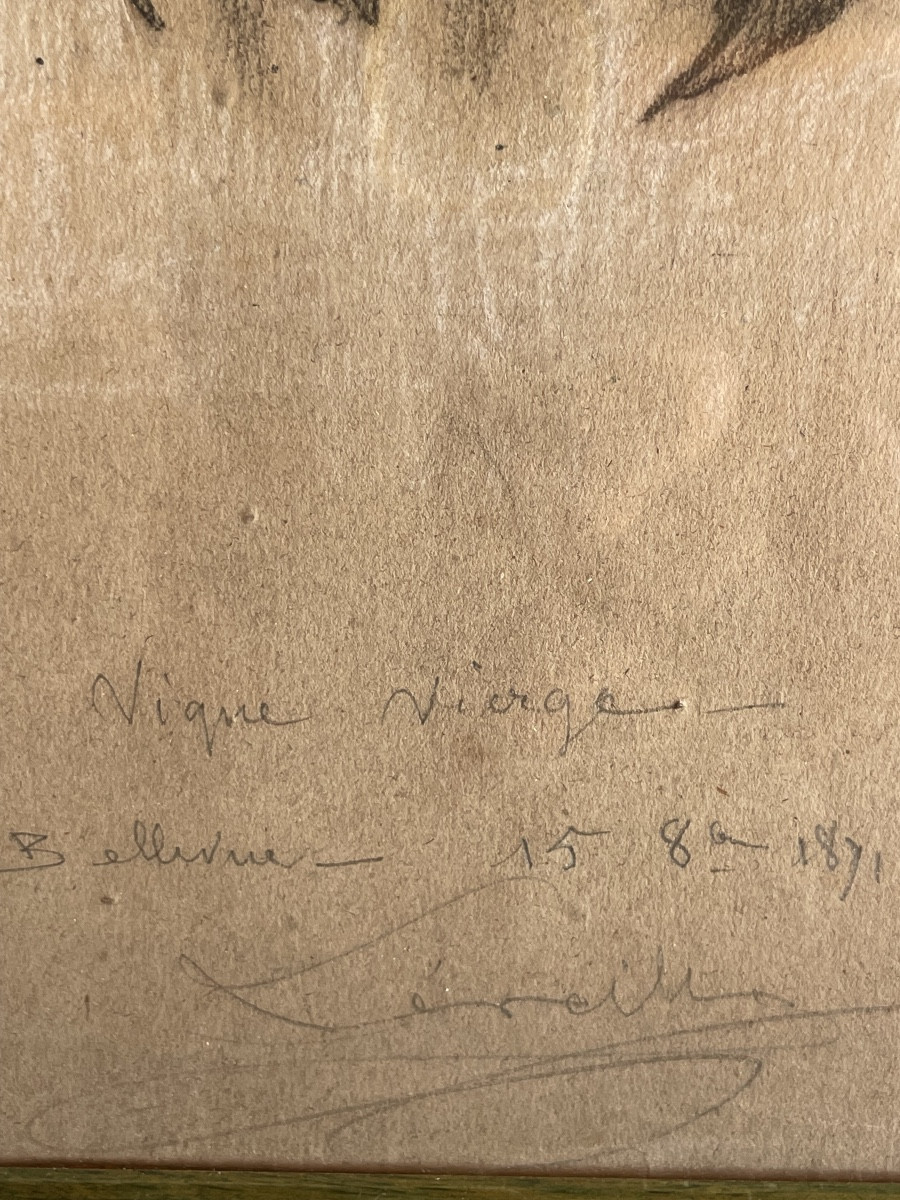 Vigne Vierge —
Bellevue — 15 8bre 1871